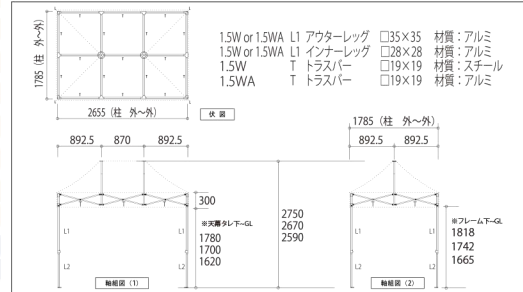 L
L
1.5W or 1.5WA L1 アウターレッグ □35×35 材質：アルミ
1.5W or 1.5WA L1 インナーレッグ □28×28 材質：アルミ
1.5W T トラスバー □19×19 材質：スチール
1.5WA T トラスバー □19×19 材質：アルミ
1785（柱 外〜外）
L
L
2655（柱 外〜外）
伏図
892.5 870 892.5
1785（柱 外〜外）
892.5 892.5
300
※天幕タレ下~GL
1780
1700
1620
2750
2670
2590
※フレーム下~GL
1818
1742
1665
L1 L1
L2 L2
軸組図（1）
L1 L1
L2 L2
軸組図（2）